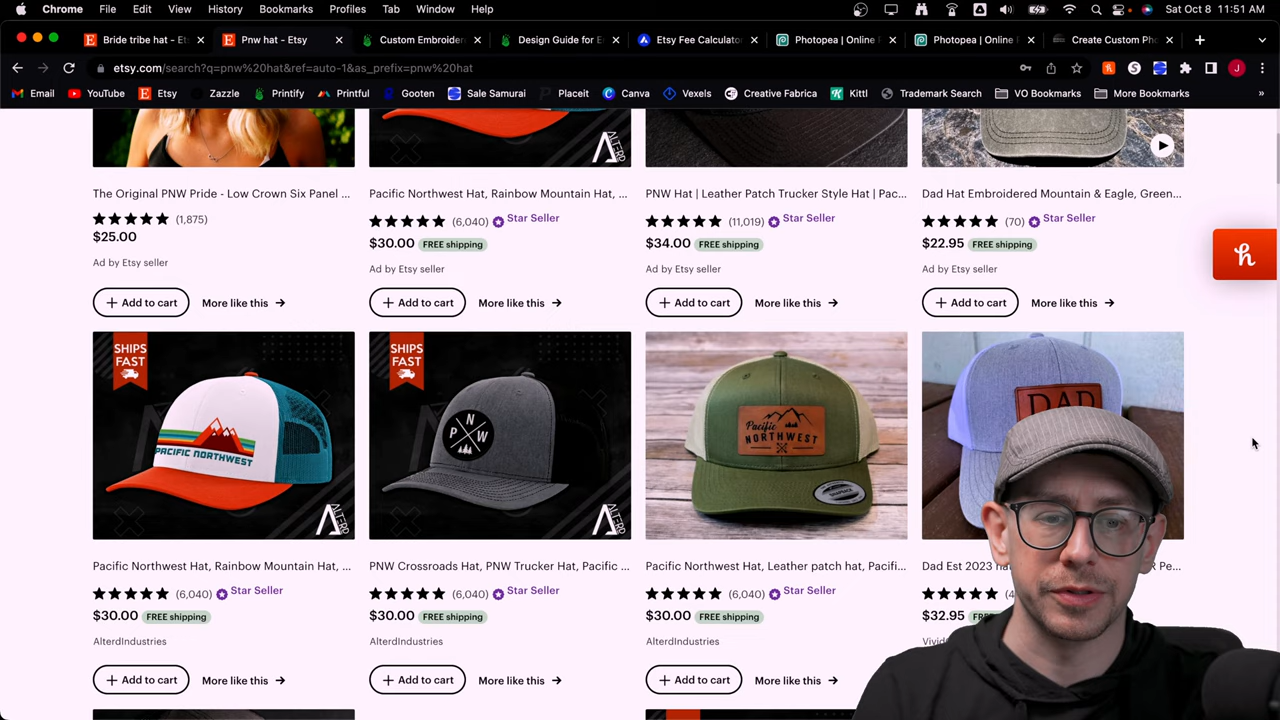 Chrome File Edit View History Bookmarks Profiles Tab Window Help Sat Oct 8 11:51 AM
Bride tribe hat - Et
Pnw hat - Etsy
Custom Embroider
Design Guide for E
Etsy Fee Calculato
Photopea | Online
Photopea | Online
Create Custom Ph
etsy.com/search?q=pnw%20hat&ref=auto-1&as_prefix=pnw%20hat
Email YouTube Etsy Zazzle Printify Printful Gooten Sale Samurai Placeit Canva Vexels Creative Fabrica Kittl Trademark Search VO Bookmarks More Bookmarks
ALTERD
The Original PNW Pride - Low Crown Six Panel ...
(1,875)
$25.00
Ad by Etsy seller
Add to cart More like this
Pacific Northwest Hat, Rainbow Mountain Hat, ...
(6,040) Star Seller
$30.00 FREE shipping
Ad by Etsy seller
Add to cart More like this
PNW Hat | Leather Patch Trucker Style Hat | Pac...
(11,019) Star Seller
$34.00 FREE shipping
Ad by Etsy seller
Add to cart More like this
Dad Hat Embroidered Mountain & Eagle, Green...
(70) Star Seller
$22.95 FREE shipping
Ad by Etsy seller
Add to cart More like this
h
SHIPS
FAST
PACIFIC NORTHWEST
ALTERD
SHIPS
FAST
N
P W
ALTERD
Pacific
NORTHWEST
DAD
Pacific Northwest Hat, Rainbow Mountain Hat, ...
(6,040) Star Seller
$30.00 FREE shipping
AlterdIndustries
Add to cart More like this
PNW Crossroads Hat, PNW Trucker Hat, Pacific ...
(6,040) Star Seller
$30.00 FREE shipping
AlterdIndustries
Add to cart More like this
Pacific Northwest Hat, Leather patch hat, Pacifi...
(6,040) Star Seller
$30.00 FREE shipping
AlterdIndustries
Add to cart More like this
Dad Est 2023 Pe...
(4
$32.95
Vivid